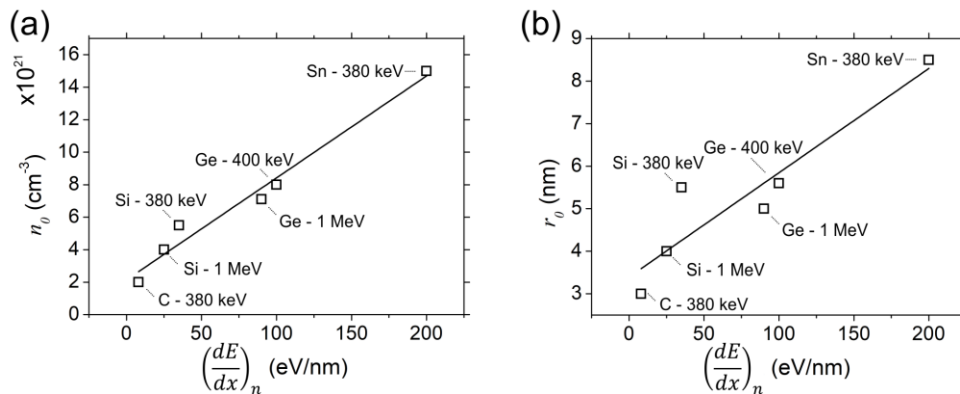 (a)
x10^21
n_0 (cm^-3)
16
14
12
10
8
6
4
2
0
Sn - 380 keV
Ge - 400 keV
Si - 380 keV
Ge - 1 MeV
Si - 1 MeV
C - 380 keV
0 50 100 150 200
(dE/dx)_n (eV/nm)
(b)
r_0 (nm)
9
8
7
6
5
4
3
Sn - 380 keV
Ge - 400 keV
Si - 380 keV
Ge - 1 MeV
Si - 1 MeV
C - 380 keV
0 50 100 150 200
(dE/dx)_n (eV/nm)